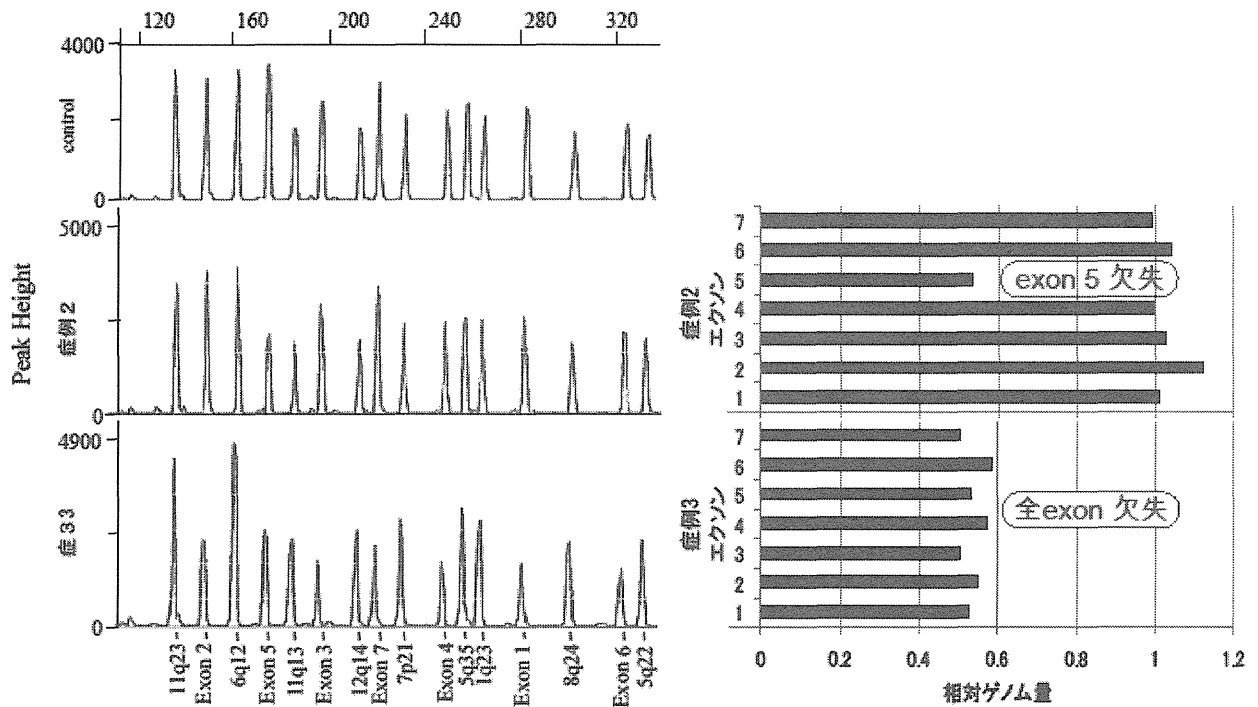 120 160 200 240 280 320
4000
0
control
5000
0
症例2
4900
0
症33
Peak Height
11q23
Exon 2
6q12
Exon 5
11q13
Exon 3
12q14
Exon 7
7p21
Exon 4
5q35
1q23
Exon 1
8q24
Exon 6
5q22
症例2
エクソン
7
6
5
4
3
2
1
exon 5 欠失
症例3
エクソン
7
6
5
4
3
2
1
全exon 欠失
0 0.2 0.4 0.6 0.8 1 1.2
相対ゲノム量